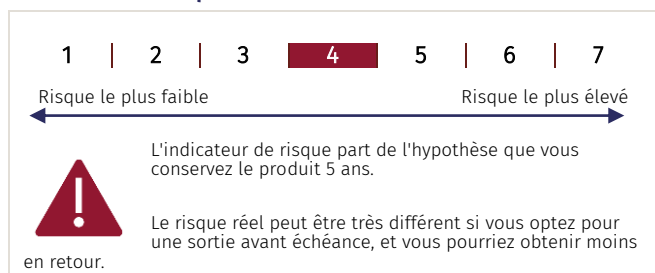 1 | 2 | 3 | 4 | 5 | 6 | 7
Risque le plus faible Risque le plus élevé
L'indicateur de risque part de l'hypothèse que vous
conservez le produit 5 ans.
Le risque réel peut être très différent si vous optez pour
une sortie avant échéance, et vous pourriez obtenir moins
en retour.